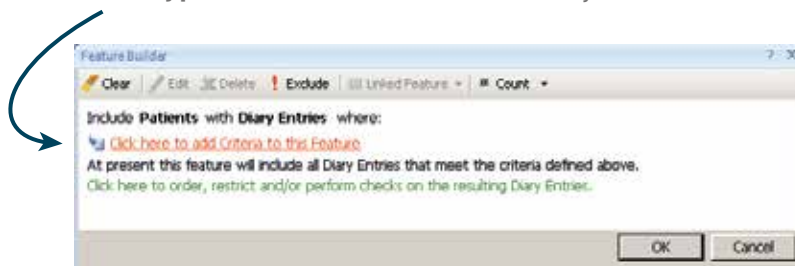 Feature Builder ? X
Clear Edit Delete ! Exclude Linked Feature Count
Include Patients with Diary Entries where:
Click here to add Criteria to this Feature
At present this feature will include all Diary Entries that meet the criteria defined above.
Click here to order, restrict and/or perform checks on the resulting Diary Entries.
OK Cancel